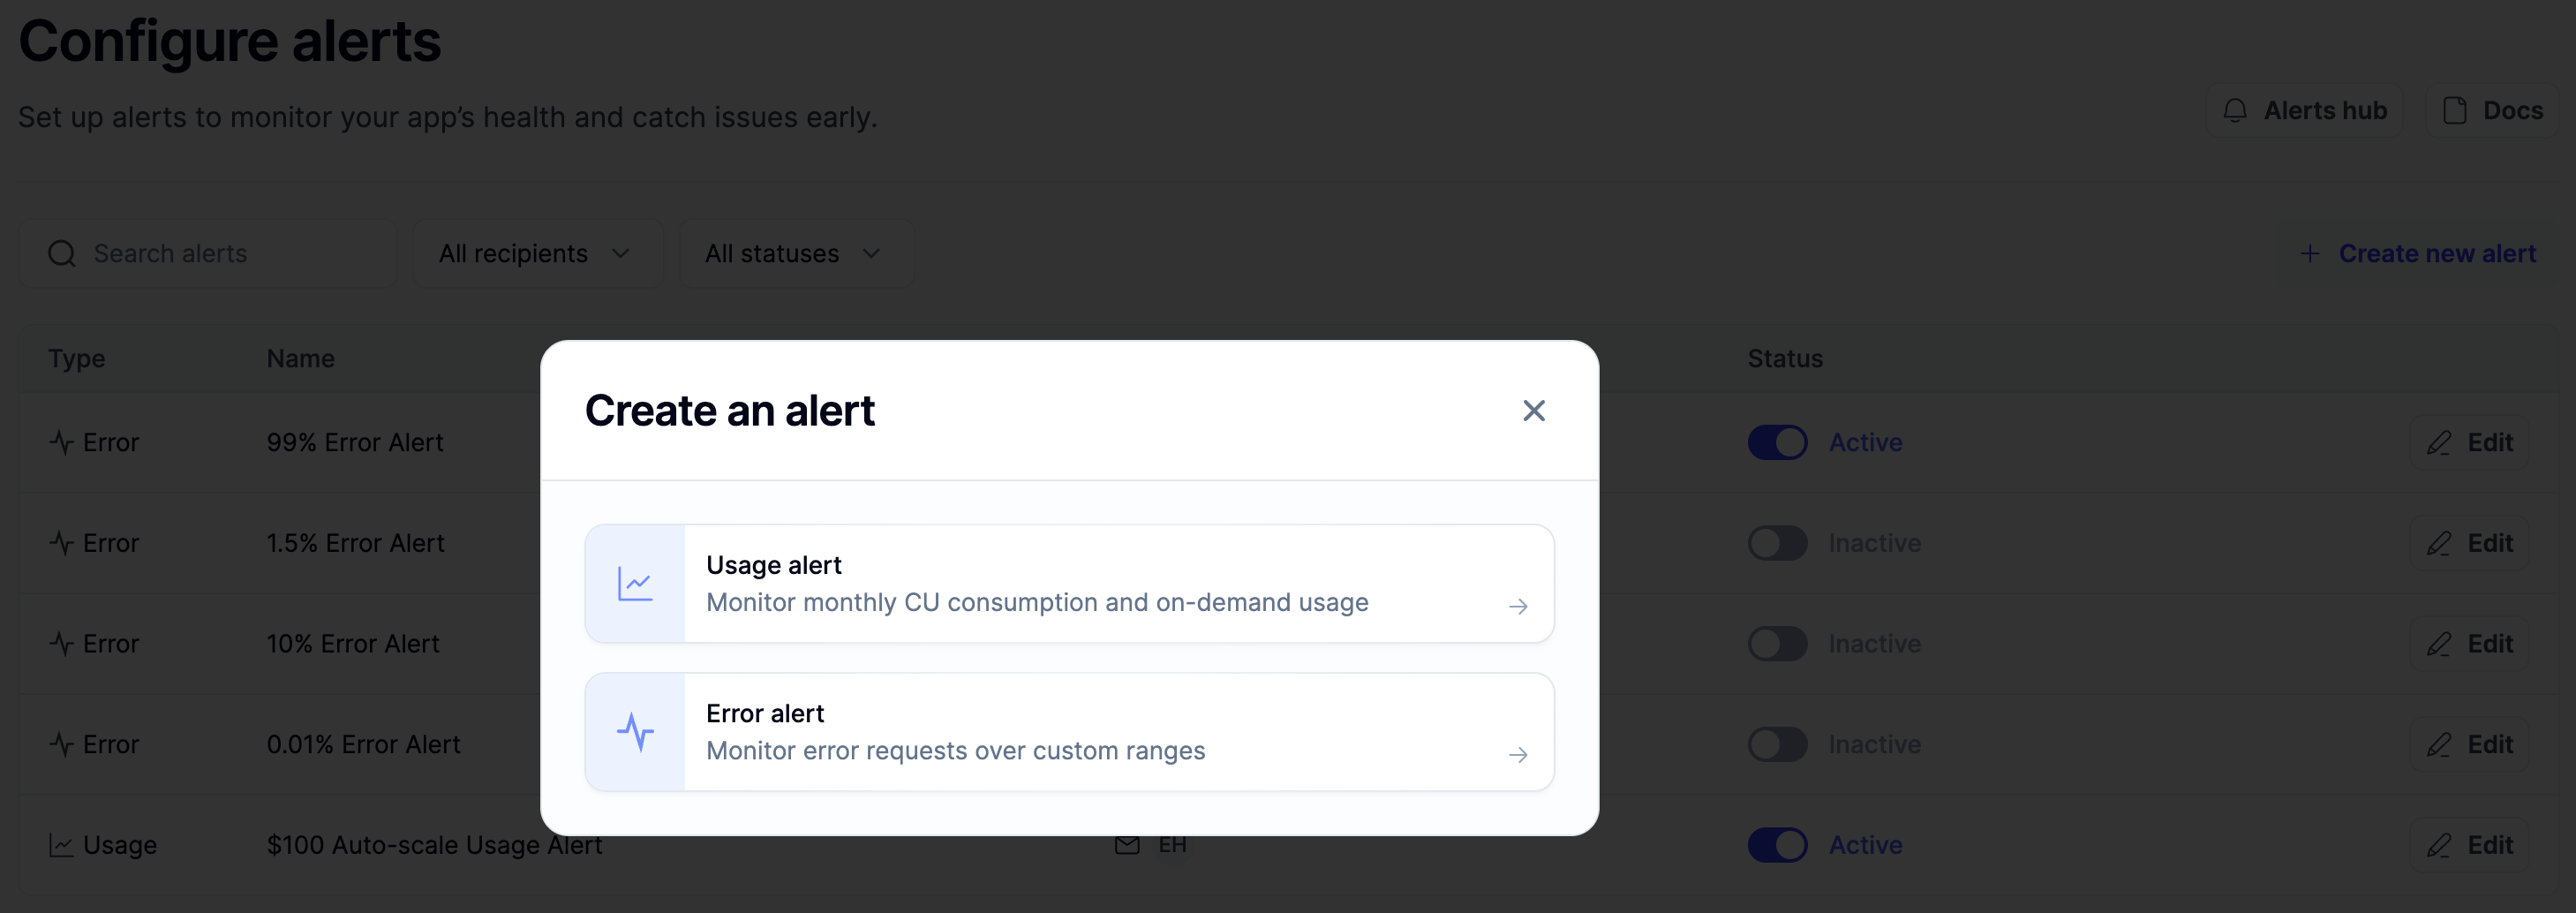 Configure alerts
Set up alerts to monitor your app’s health and catch issues early.
Alerts hub
Docs
Search alerts
All recipients
All statuses
Create new alert
Type
Name
Status
Error
99% Error Alert
Active
Edit
Error
1.5% Error Alert
Inactive
Edit
Error
10% Error Alert
Inactive
Edit
Error
0.01% Error Alert
Inactive
Edit
Usage
$100 Auto-scale Usage Alert
EH
Active
Edit
Create an alert
Usage alert
Monitor monthly CU consumption and on-demand usage
Error alert
Monitor error requests over custom ranges